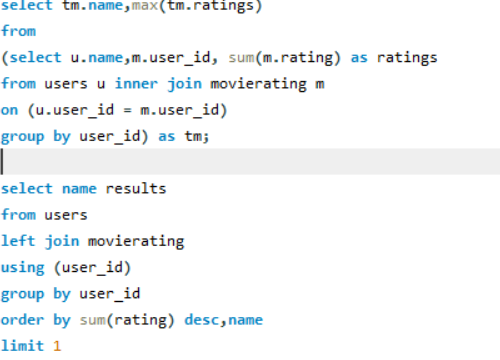 select tm.name,max(tm.ratings)
from
(select u.name,m.user_id, sum(m.rating) as ratings
from users u inner join movierating m
on (u.user_id = m.user_id)
group by user_id) as tm;
select name results
from users
left join movierating
using (user_id)
group by user_id
order by sum(rating) desc,name
limit 1